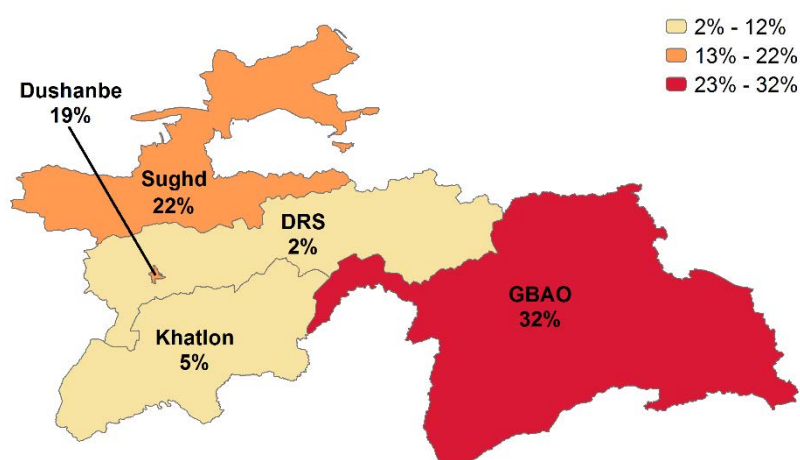 2% - 12%
13% - 22%
23% - 32%
Dushanbe
19%
Sughd
22%
DRS
2%
GBAO
32%
Khatlon
5%